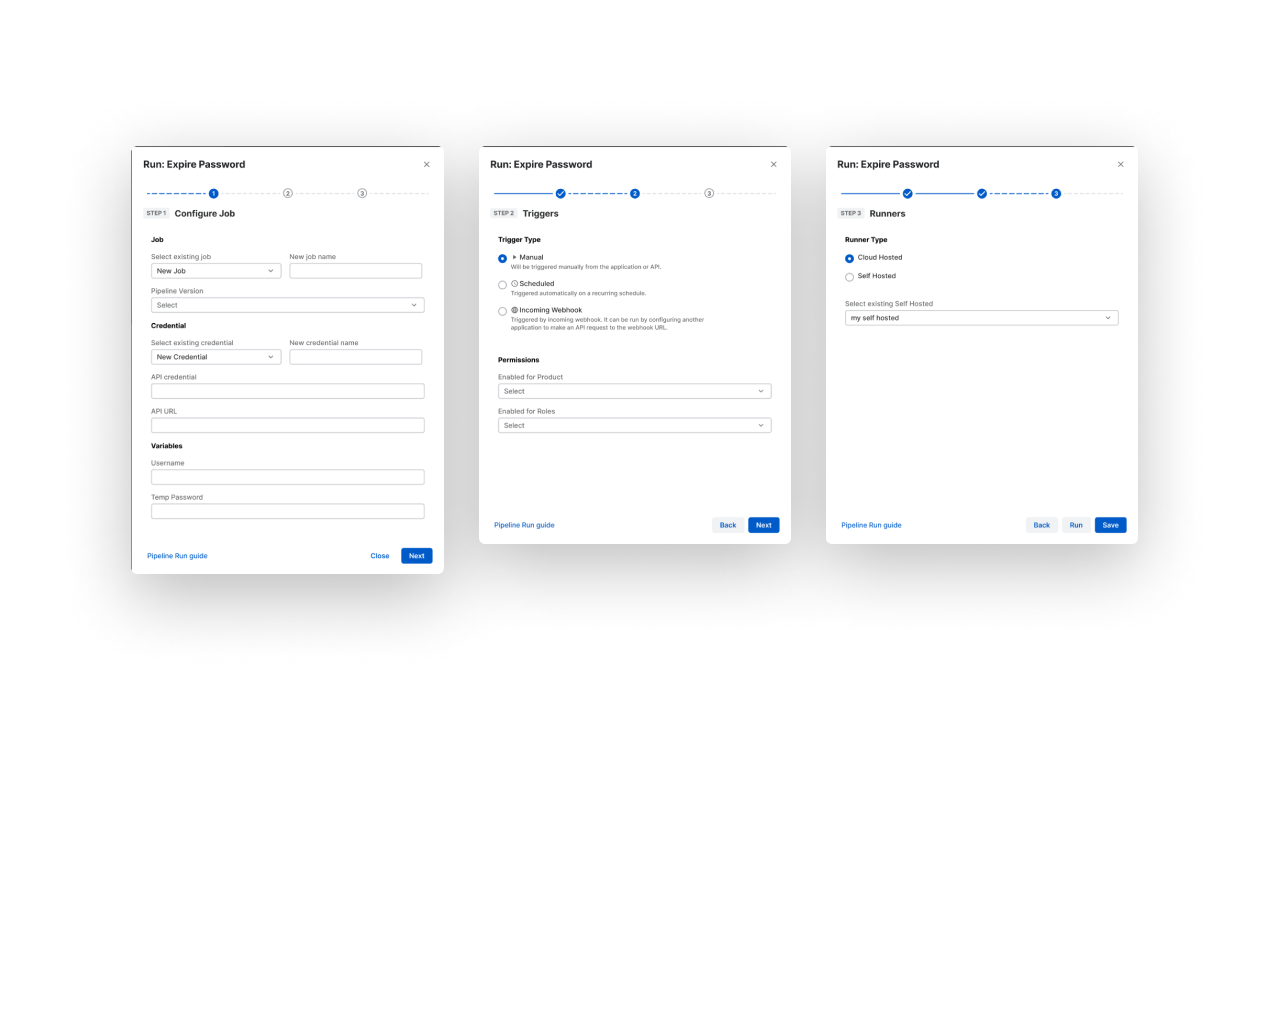 Run: Expire Password
1
2
3
STEP 1 Configure Job
Job
Select existing job New job name
New Job
Pipeline Version
Select
Credential
Select existing credential New credential name
New Credential
API credential
API URL
Variables
Username
Temp Password
Pipeline Run guide Close Next
Run: Expire Password
2
3
STEP 2 Triggers
Trigger Type
Manual
Will be triggered manually from the application or API.
Scheduled
Triggered automatically on a recurring schedule.
Incoming Webhook
Triggered by incoming webhook. It can be run by configuring another
application to make an API request to the webhook URL.
Permissions
Enabled for Product
Select
Enabled for Roles
Select
Pipeline Run guide Back Next
Run: Expire Password
3
STEP 3 Runners
Runner Type
Cloud Hosted
Self Hosted
Select existing Self Hosted
my self hosted
Pipeline Run guide Back Run Save